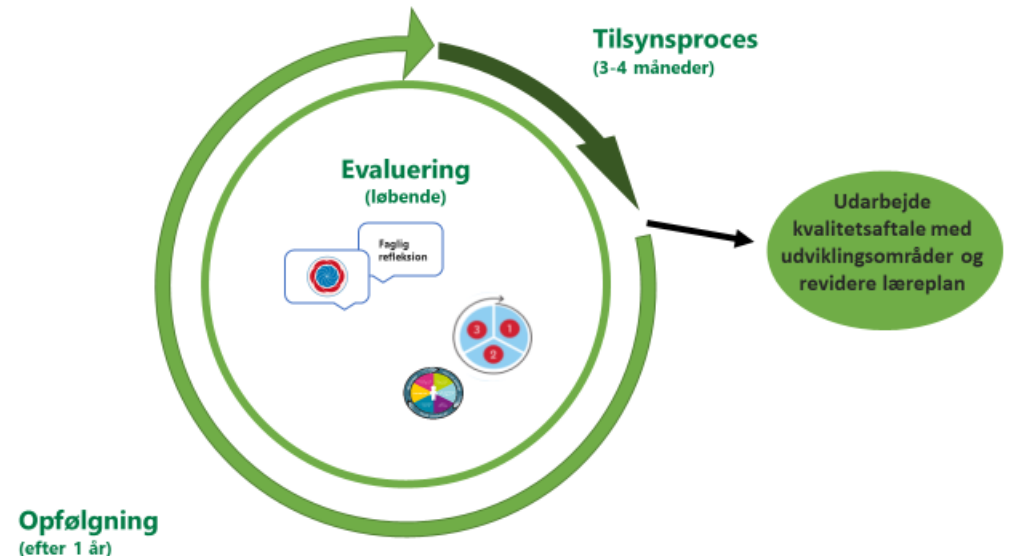 Tilsynsproces
(3-4 måneder)
Evaluering
(løbende)
Faglig
refleksion
Udarbejde
kvalitetsaftale med
udviklingsområder og
revidere læreplan
3
1
2
Opfølgning
(efter 1 år)